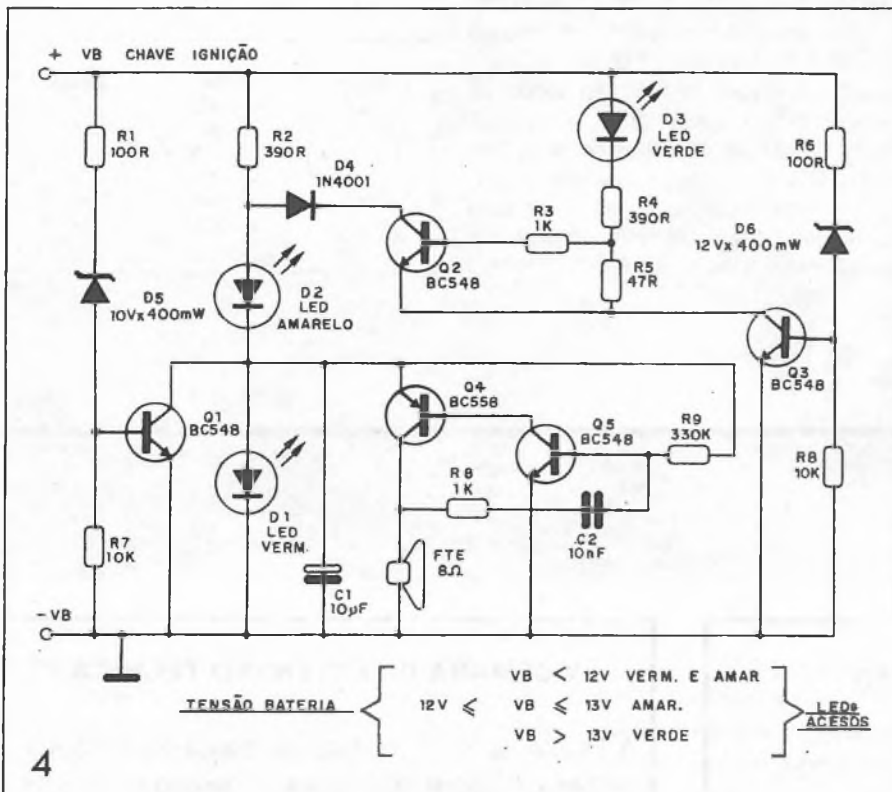 + VB CHAVE IGNIÇÃO
R1
100R
R2
390R
D4
1N4001
D3
LED
VERDE
R6
100R
R3
1K
R4
390R
D6
12Vx 400mW
Q2
BC548
R5
47R
D5
10Vx400mW
D2
LED
AMARELO
Q3
BC548
Q1
BC548
Q4
BC558
Q5
BC548
R9
330K
R8
10K
R8
1K
D1
LED
VERM.
C2
10nF
R7
10K
FTE
8Ω
C1
10µF
- VB
TENSÃO BATERIA
VB < 12V VERM. E AMAR
12V ⩽ VB ⩽ 13V AMAR.
VB > 13V VERDE
LEDs
ACESOS
4